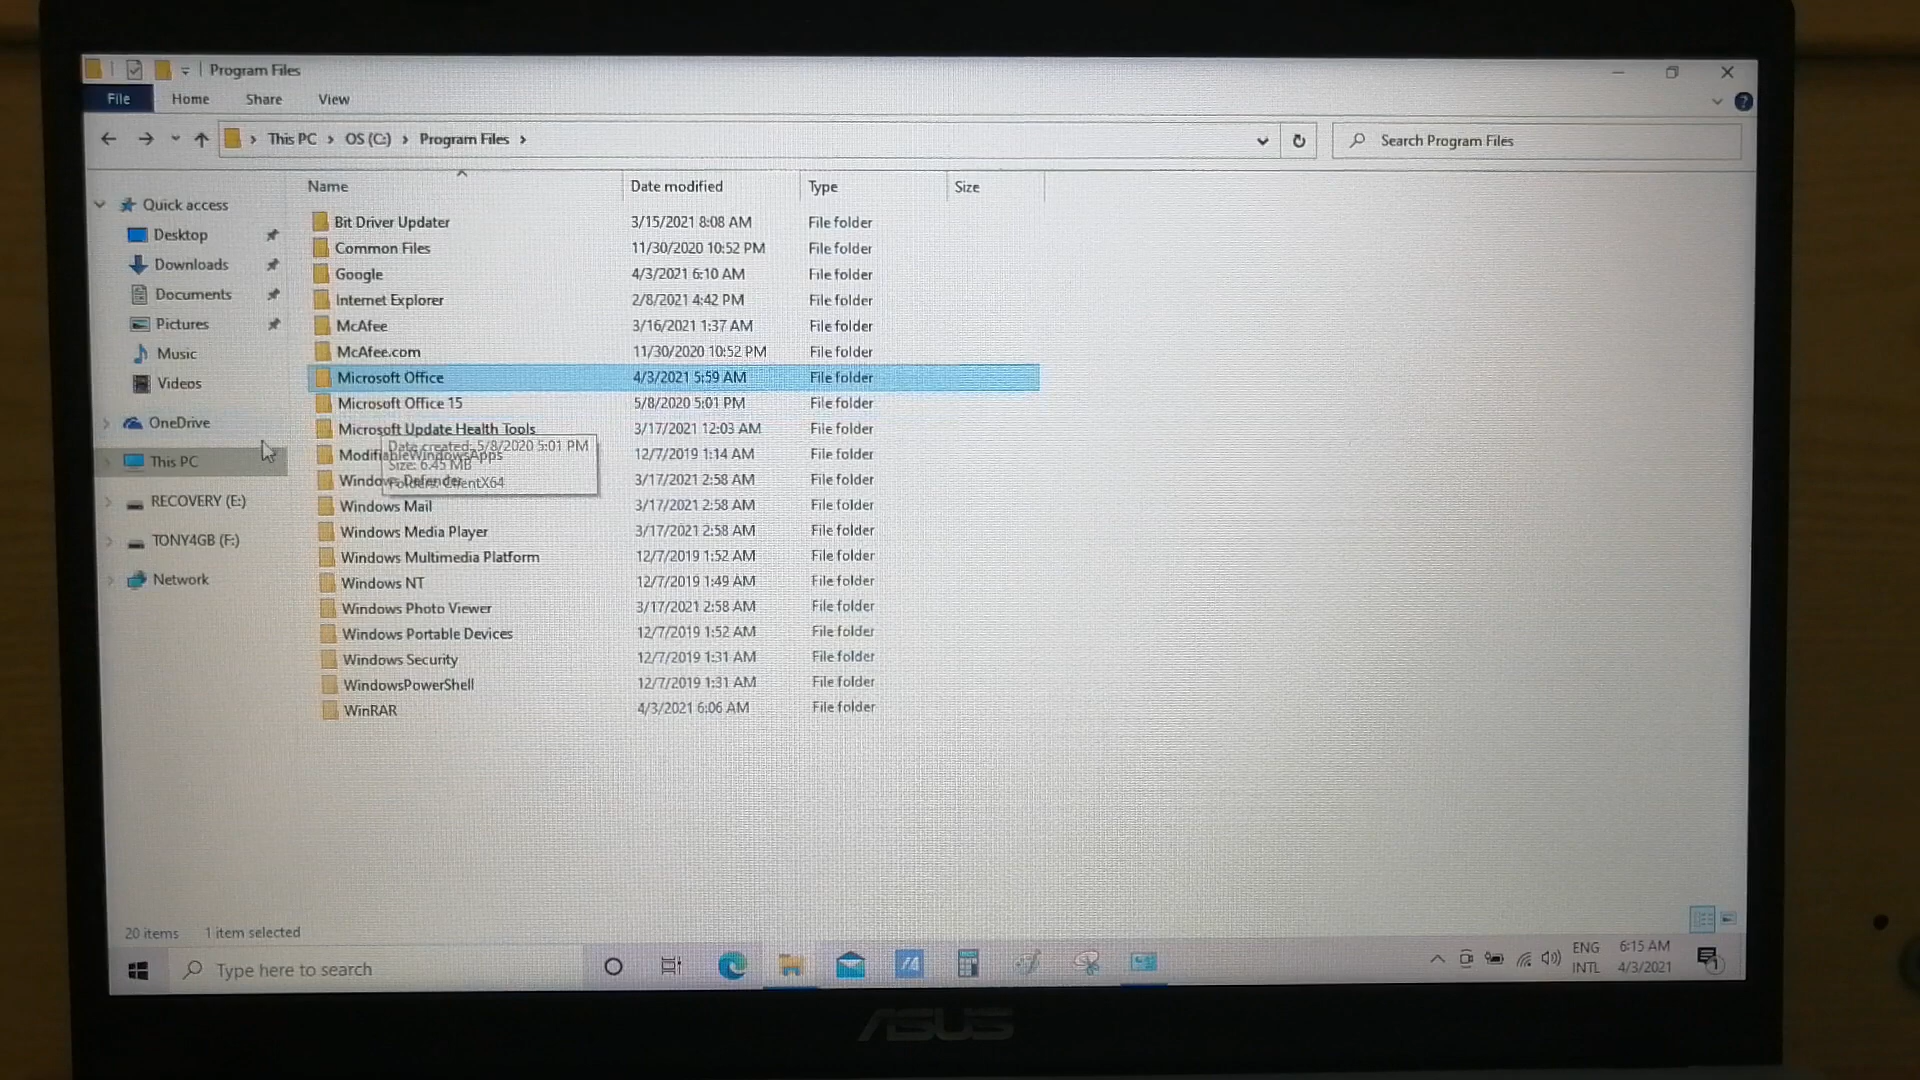 Program Files
File Home Share View
This PC > OS (C:) > Program Files >
Search Program Files
Name Date modified Type Size
Quick access
Desktop
Downloads
Documents
Pictures
Music
Videos
OneDrive
This PC
RECOVERY (E:)
TONY4GB (F:)
Network
Bit Driver Updater 3/15/2021 8:08 AM File folder
Common Files 11/30/2020 10:52 PM File folder
Google 4/3/2021 6:10 AM File folder
Internet Explorer 2/8/2021 4:42 PM File folder
McAfee 3/16/2021 1:37 AM File folder
McAfee.com 11/30/2020 10:52 PM File folder
Microsoft Office 4/3/2021 5:59 AM File folder
Microsoft Office 15 5/8/2020 5:01 PM File folder
Microsoft Update Health Tools 3/17/2021 12:03 AM File folder
ModifiableWindowsApps 12/7/2019 1:14 AM File folder
Windows Defender 3/17/2021 2:58 AM File folder
Windows Mail 3/17/2021 2:58 AM File folder
Windows Media Player 3/17/2021 2:58 AM File folder
Windows Multimedia Platform 12/7/2019 1:52 AM File folder
Windows NT 12/7/2019 1:49 AM File folder
Windows Photo Viewer 3/17/2021 2:58 AM File folder
Windows Portable Devices 12/7/2019 1:52 AM File folder
Windows Security 12/7/2019 1:31 AM File folder
WindowsPowerShell 12/7/2019 1:31 AM File folder
WinRAR 4/3/2021 6:06 AM File folder
Date created: 5/8/2020 5:01 PM
Size: 6.45 MB
Folders: ClientX64
20 items 1 item selected
Type here to search
ENG 6:15 AM
INTL 4/3/2021
1
ASUS